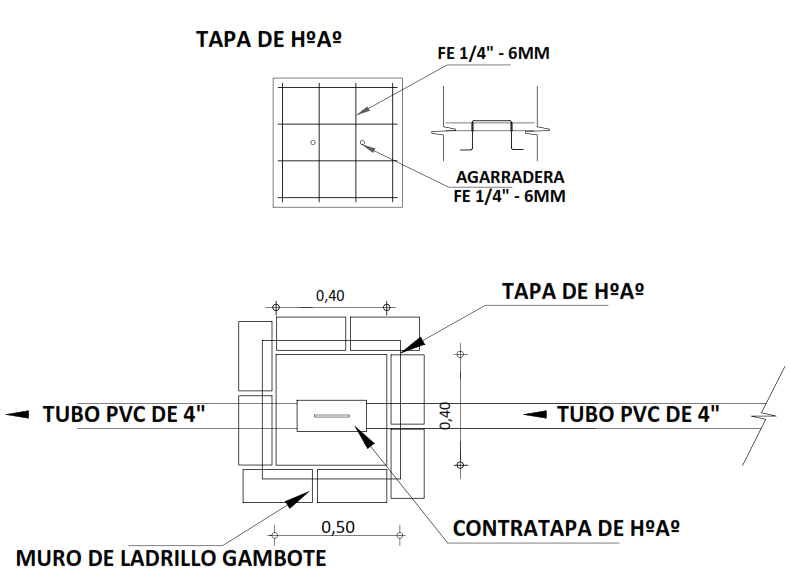 TAPA DE HºAº
FE 1/4" - 6MM
AGARRADERA
FE 1/4" - 6MM
TAPA DE HºAº
0,40
TUBO PVC DE 4"
0,40
TUBO PVC DE 4"
0,50
CONTRATAPA DE HºAº
MURO DE LADRILLO GAMBOTE